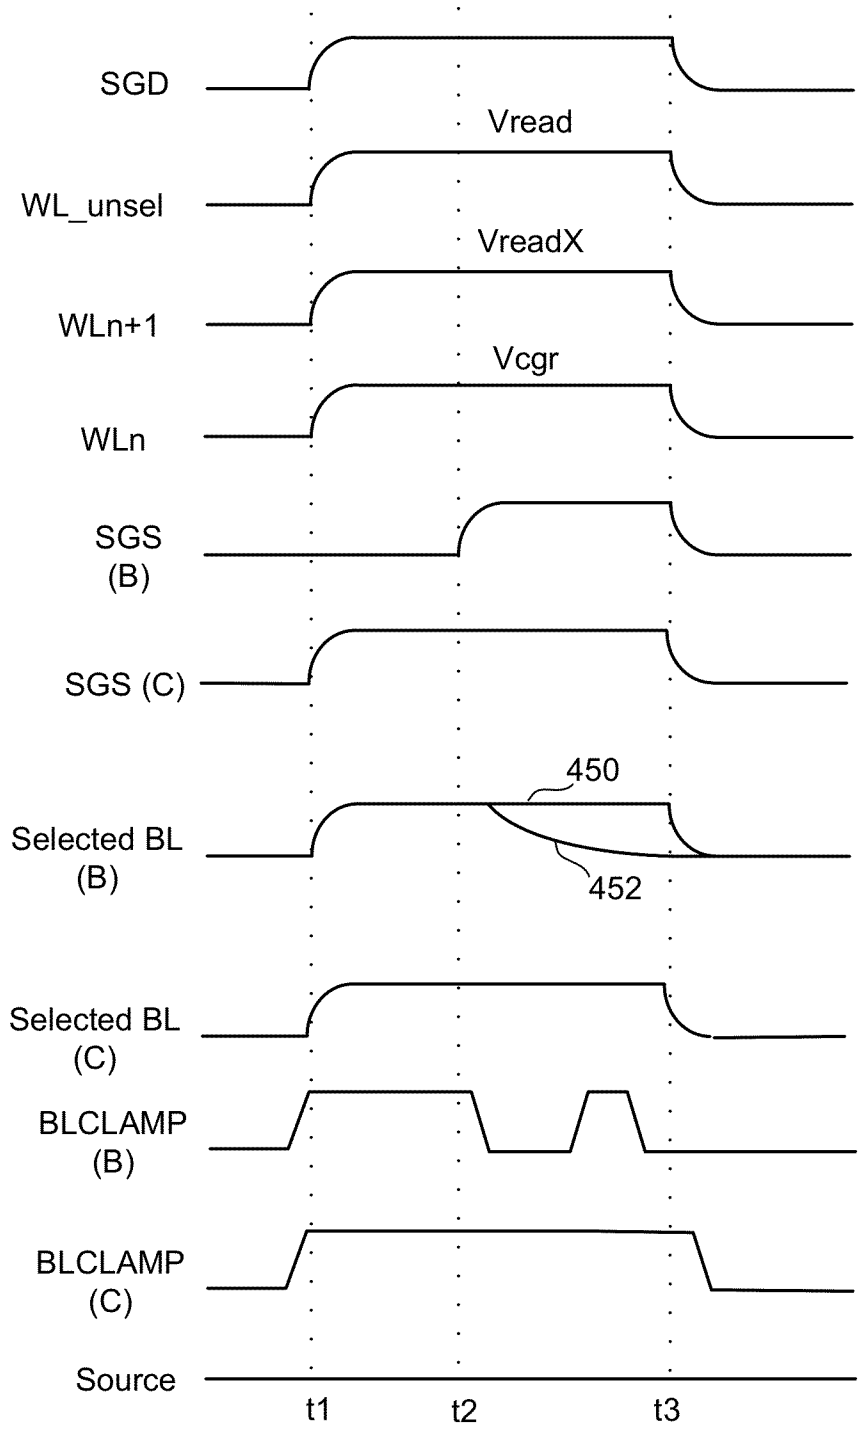 SGD
Vread
WL_unsel
VreadX
WLn+1
Vcgr
WLn
SGS
(B)
SGS (C)
450
Selected BL
(B)
452
Selected BL
(C)
BLCLAMP
(B)
BLCLAMP
(C)
Source
t1 t2 t3